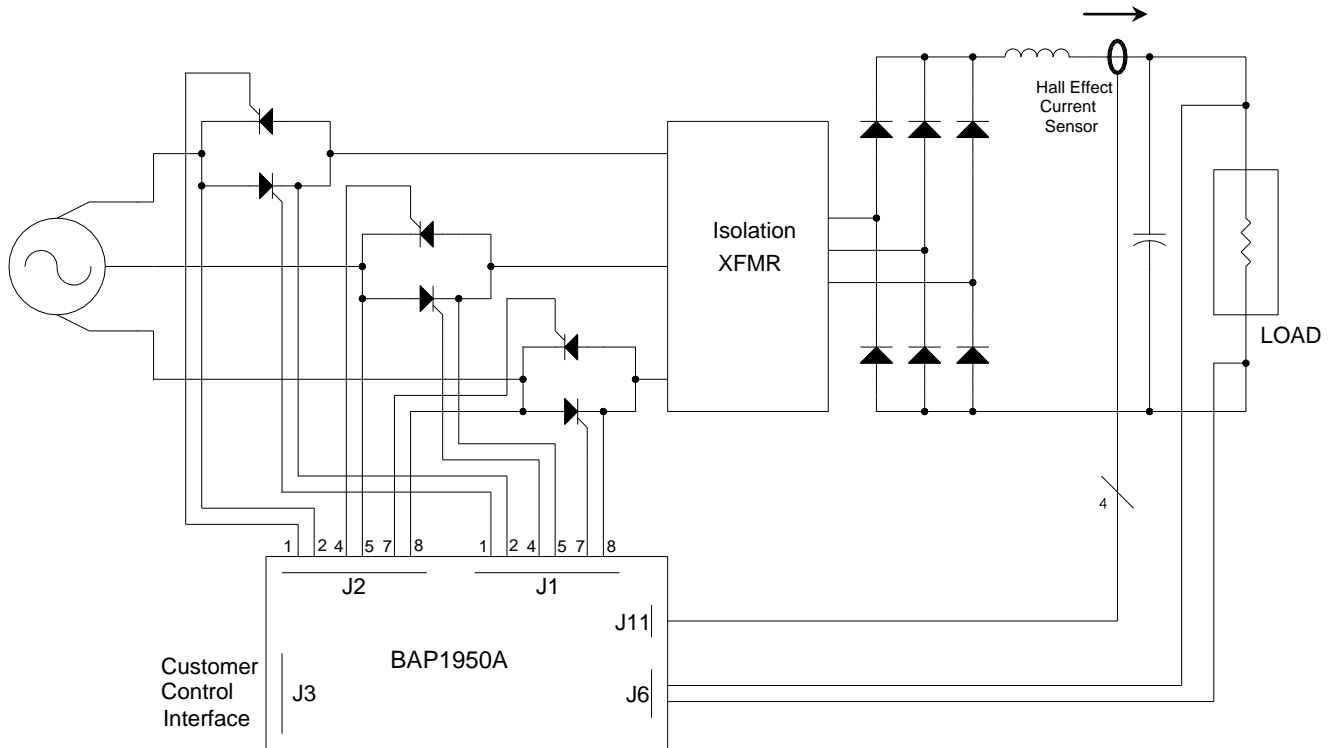 Hall Effect
Current
Sensor
Isolation
XFMR
LOAD
4
1 2 4 5 7 8 1 2 4 5 7 8
J2 J1
J11
BAP1950A
Customer
Control
Interface
J3
J6